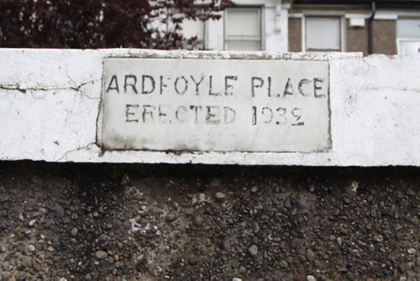 ARDFOYLE PLACE
ERECTED 1932